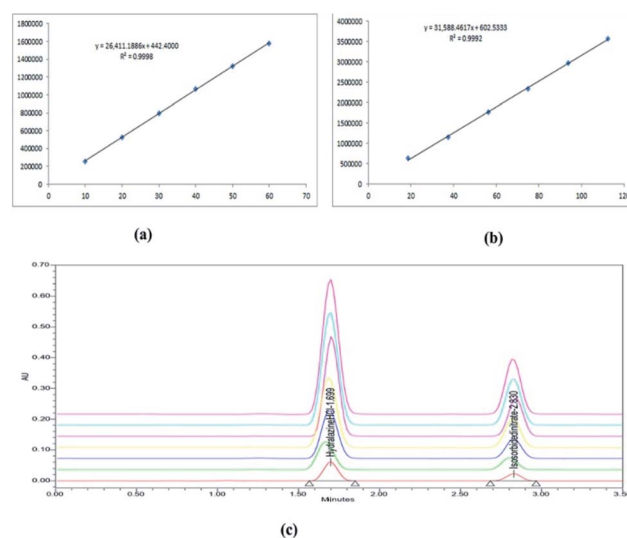 1800000
1600000
1400000
1200000
1000000
800000
600000
400000
200000
0
y = 26,411.1886x + 442.4000
R² = 0.9998
0 10 20 30 40 50 60 70
(a)
4000000
3500000
3000000
2500000
2000000
1500000
1000000
500000
0
y = 31,588.4617x + 602.5333
R² = 0.9992
0 20 40 60 80 100 120
(b)
0.70
0.60
0.50
0.40
0.30
0.20
0.10
0.00
AU
HydralazineHCl-1.699
Isosorbidedinitrate-2.830
0.00 0.50 1.00 1.50 2.00 2.50 3.00 3.50
Minutes
(c)